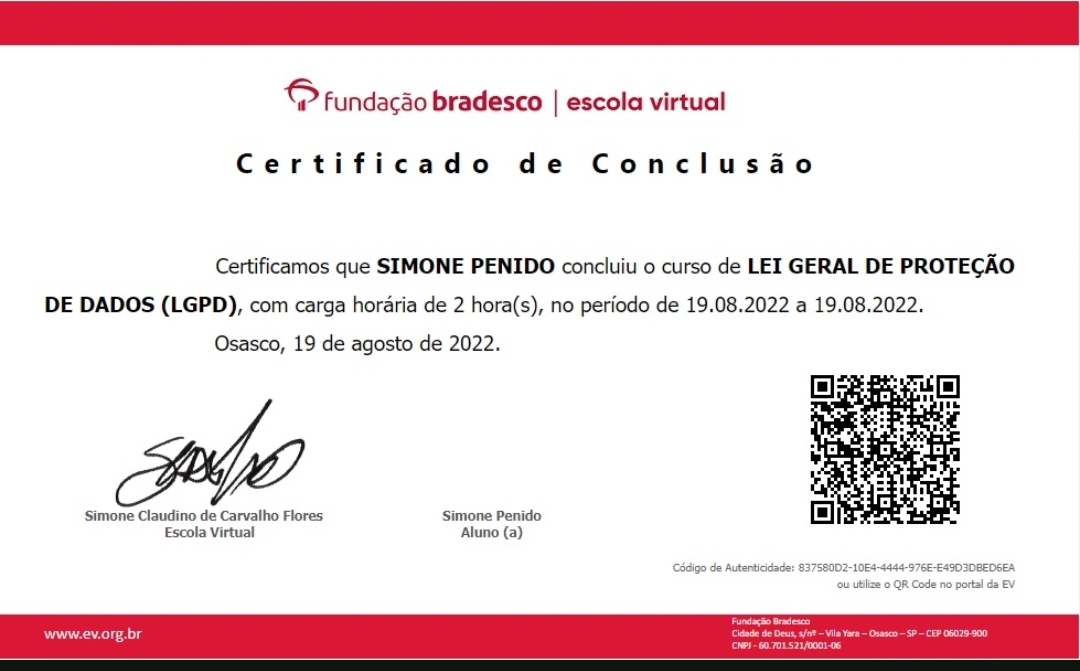 fundação bradesco | escola virtual
Certificado de Conclusão
Certificamos que SIMONE PENIDO concluiu o curso de LEI GERAL DE PROTEÇÃO
DE DADOS (LGPD), com carga horária de 2 hora(s), no período de 19.08.2022 a 19.08.2022.
Osasco, 19 de agosto de 2022.
Simone Claudino de Carvalho Flores
Escola Virtual
Simone Penido
Aluno (a)
Código de Autenticidade: 837580D2-10E4-4444-976E-E49D3DBED6EA
ou utilize o QR Code no portal da EV
www.ev.org.br
Fundação Bradesco
Cidade de Deus, s/nº – Vila Yara – Osasco – SP – CEP 06029-900
CNPJ - 60.701.521/0001-06